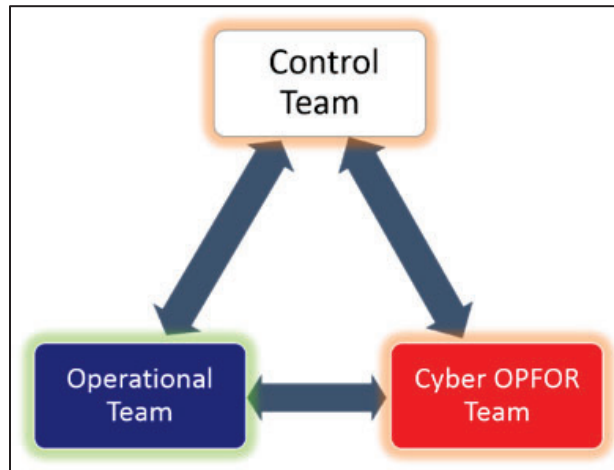 Control
Team
Operational
Team
Cyber OPFOR
Team